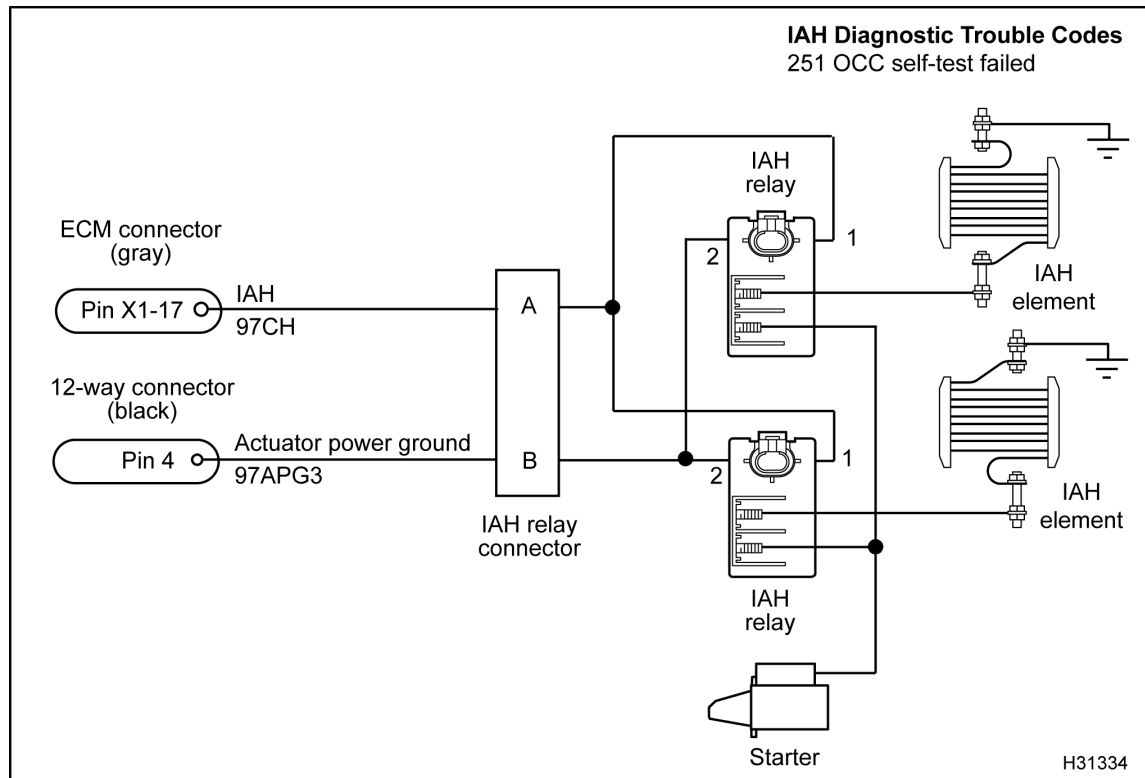 IAH Diagnostic Trouble Codes
251 OCC self-test failed
IAH
relay
2
1
ECM connector
(gray)
Pin X1-17
IAH
97CH
A
IAH
element
12-way connector
(black)
Pin 4
Actuator power ground
97APG3
B
IAH relay
connector
2
1
IAH
relay
IAH
element
Starter
H31334